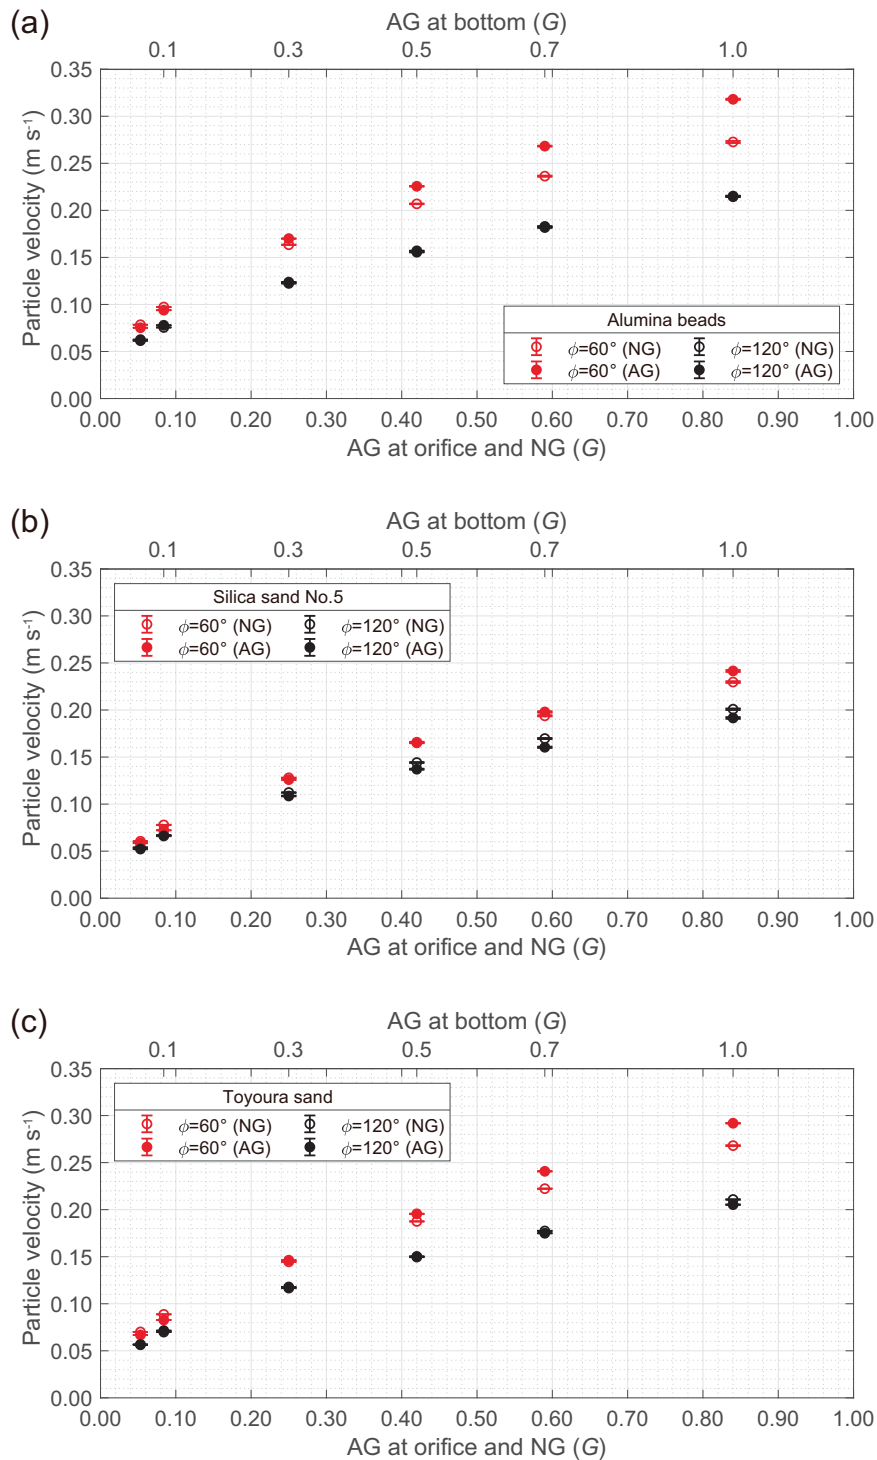 (a)
AG at bottom (G)
0.1 0.3 0.5 0.7 1.0
0.35
0.30
0.25
0.20
0.15
0.10
0.05
0.00
Particle velocity (m s⁻¹)
Alumina beads
ϕ=60° (NG) ϕ=120° (NG)
ϕ=60° (AG) ϕ=120° (AG)
0.00 0.10 0.20 0.30 0.40 0.50 0.60 0.70 0.80 0.90 1.00
AG at orifice and NG (G)
(b)
AG at bottom (G)
0.1 0.3 0.5 0.7 1.0
0.35
0.30
0.25
0.20
0.15
0.10
0.05
0.00
Particle velocity (m s⁻¹)
Silica sand No.5
ϕ=60° (NG) ϕ=120° (NG)
ϕ=60° (AG) ϕ=120° (AG)
0.00 0.10 0.20 0.30 0.40 0.50 0.60 0.70 0.80 0.90 1.00
AG at orifice and NG (G)
(c)
AG at bottom (G)
0.1 0.3 0.5 0.7 1.0
0.35
0.30
0.25
0.20
0.15
0.10
0.05
0.00
Particle velocity (m s⁻¹)
Toyoura sand
ϕ=60° (NG) ϕ=120° (NG)
ϕ=60° (AG) ϕ=120° (AG)
0.00 0.10 0.20 0.30 0.40 0.50 0.60 0.70 0.80 0.90 1.00
AG at orifice and NG (G)